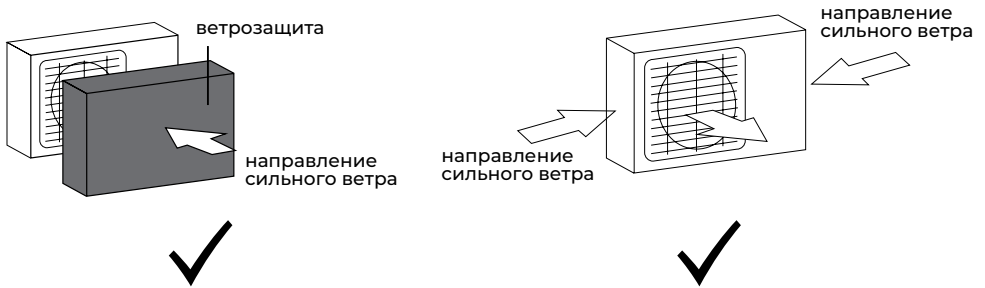 ветрозащита
направление
сильного ветра
направление
сильного ветра
направление
сильного ветра